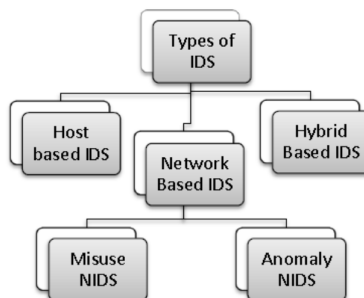 Types of
IDS
Host
based IDS
Network
Based IDS
Hybrid
Based IDS
Misuse
NIDS
Anomaly
NIDS